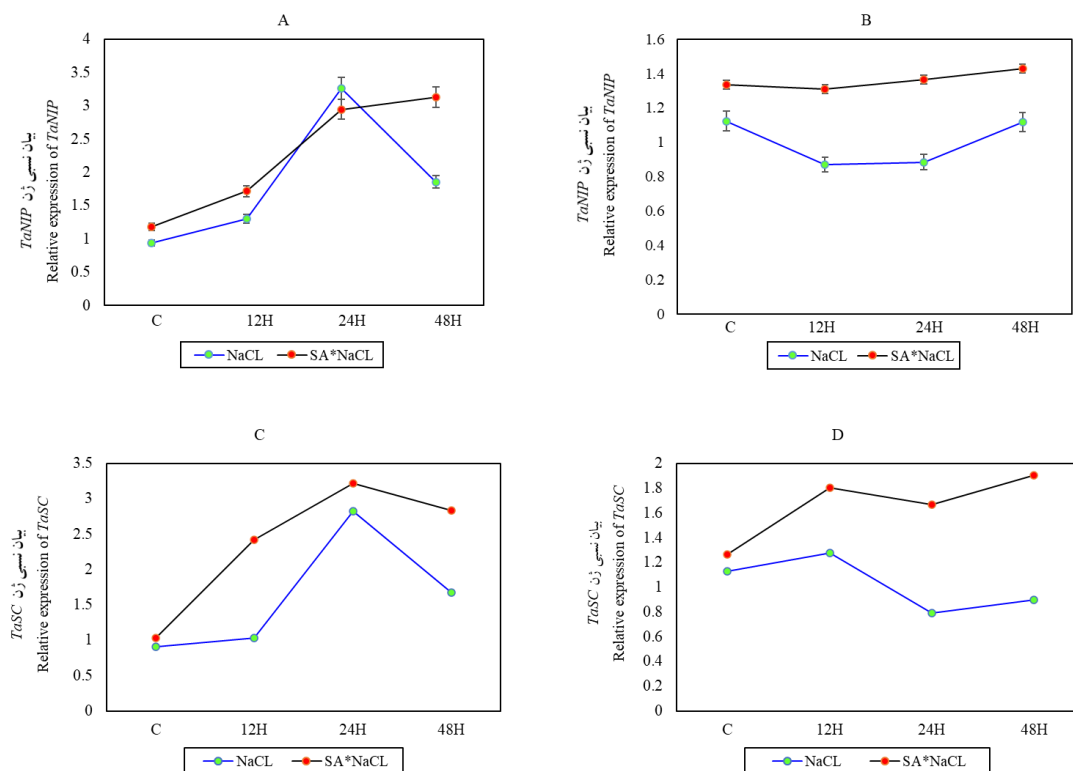 A
بیان نسبی ژن TaNIP
Relative expression of TaNIP
4
3.5
3
2.5
2
1.5
1
0.5
0
C 12H 24H 48H
NaCL SA*NaCL
B
بیان نسبی ژن TaNIP
Relative expression of TaNIP
1.6
1.4
1.2
1
0.8
0.6
0.4
0.2
0
C 12H 24H 48H
NaCL SA*NaCL
C
بیان نسبی ژن TaSC
Relative expression of TaSC
3.5
3
2.5
2
1.5
1
0.5
0
C 12H 24H 48H
NaCL SA*NaCL
D
بیان نسبی ژن TaSC
Relative expression of TaSC
2
1.8
1.6
1.4
1.2
1
0.8
0.6
0.4
0.2
0
C 12H 24H 48H
NaCL SA*NaCL